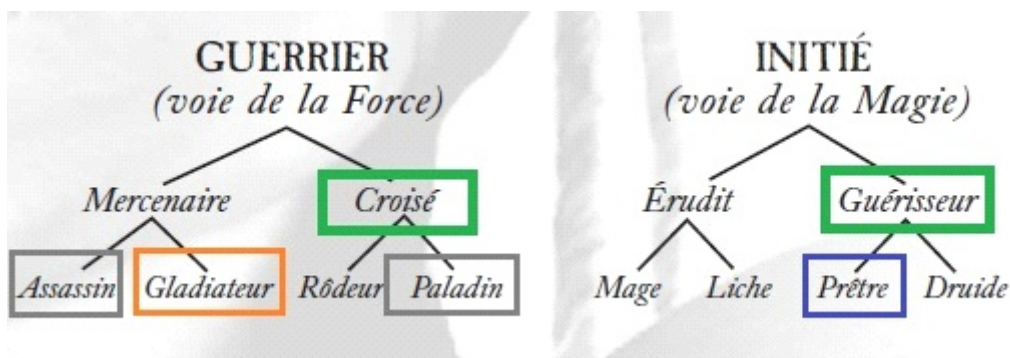 GUERRIER
(voie de la Force)
Mercenaire Croisé
Assassin Gladiateur Rôdeur Paladin
INITIÉ
(voie de la Magie)
Érudit Guérisseur
Mage Liche Prêtre Druide